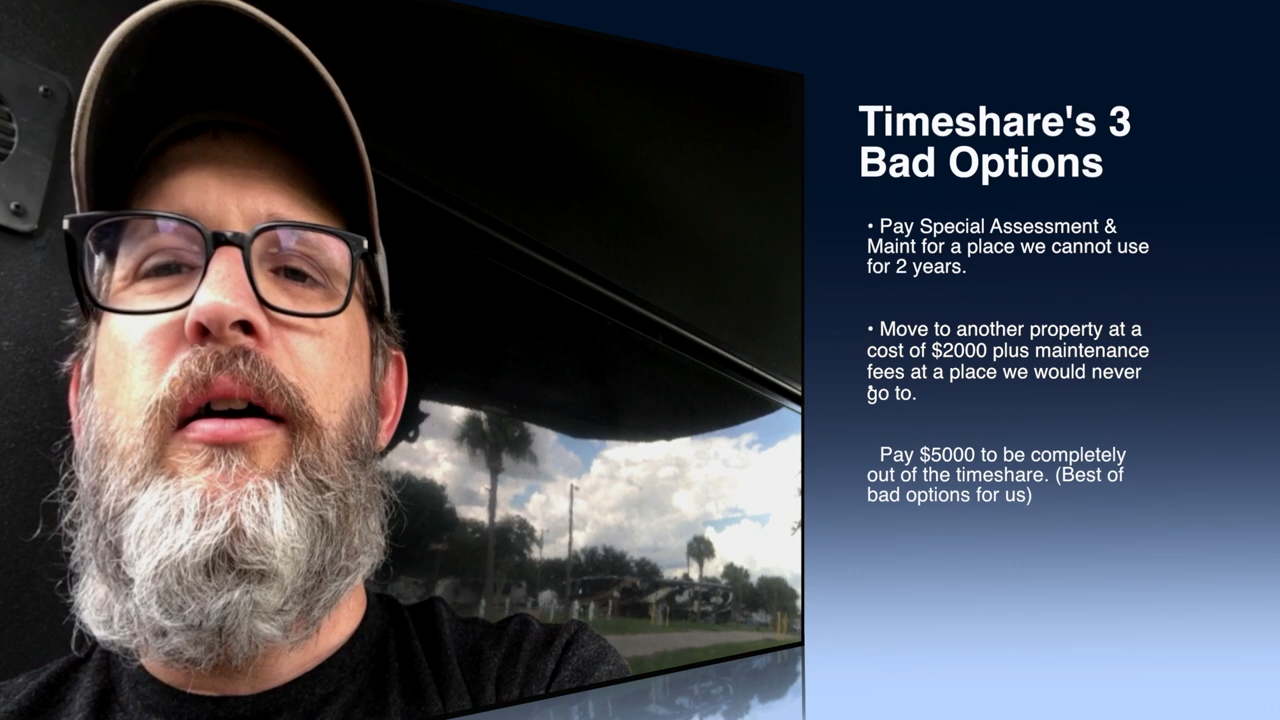 Timeshare's 3
Bad Options
• Pay Special Assessment &
Maint for a place we cannot use
for 2 years.
• Move to another property at a
cost of $2000 plus maintenance
fees at a place we would never
•
go to.
Pay $5000 to be completely
out of the timeshare. (Best of
bad options for us)